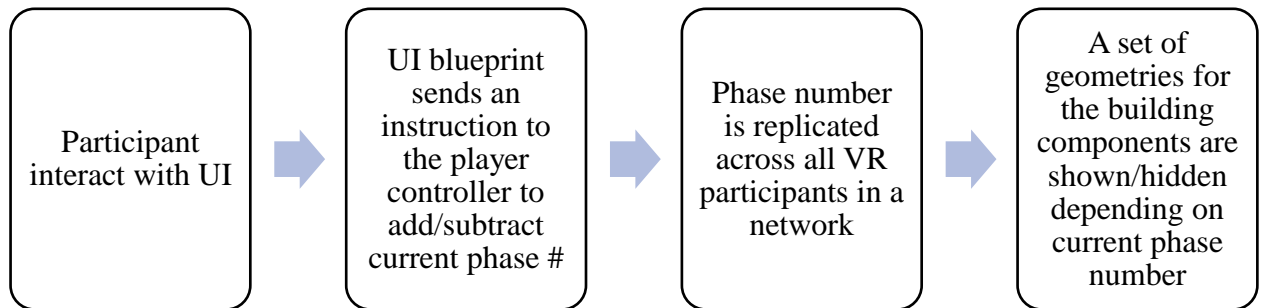 Participant
interact with UI
UI blueprint
sends an
instruction to
the player
controller to
add/subtract
current phase #
Phase number
is replicated
across all VR
participants in a
network
A set of
geometries for
the building
components are
shown/hidden
depending on
current phase
number